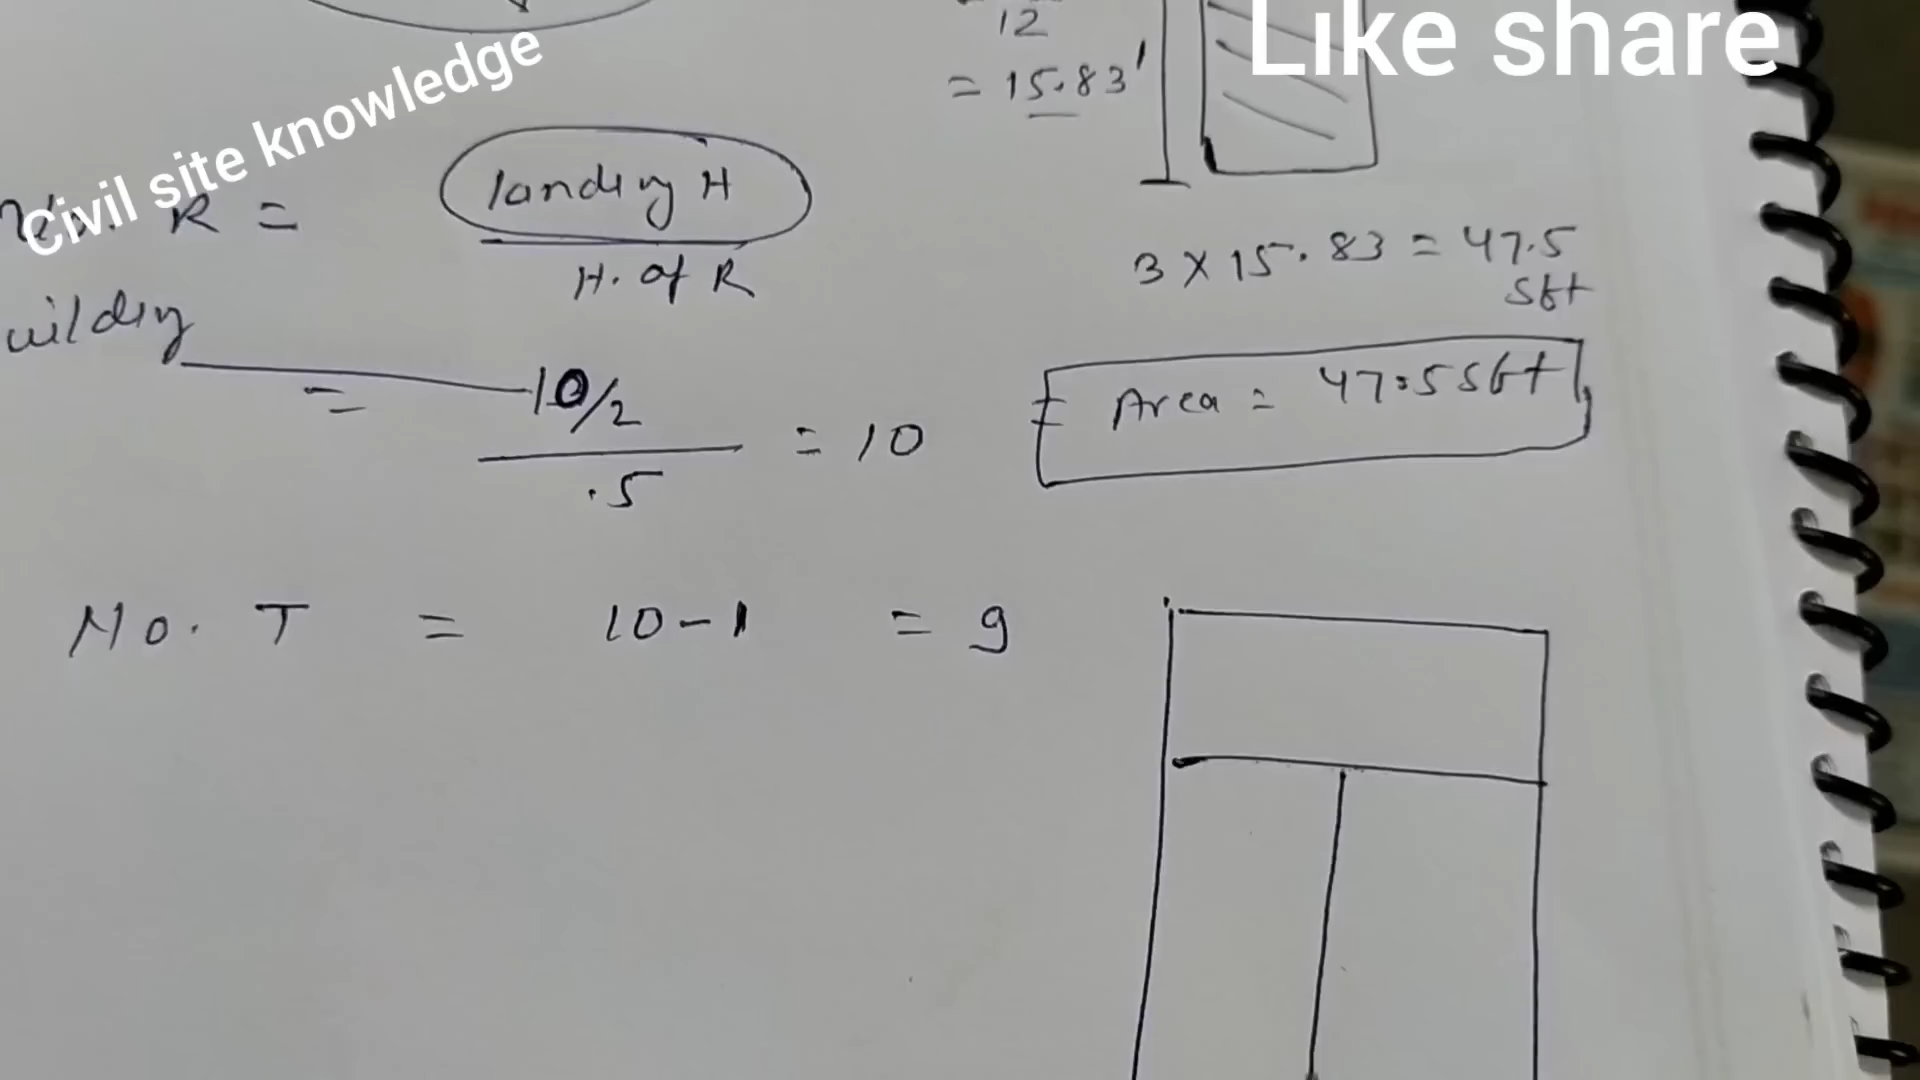 Like share
Civil site knowledge
12
= 15.83'
R = landing H
H. of R
3 x 15.83 = 47.5
Sft
uilding
= 10/2
.5
= 10
Area = 47.5 Sft
No. T = 10-1 = 9